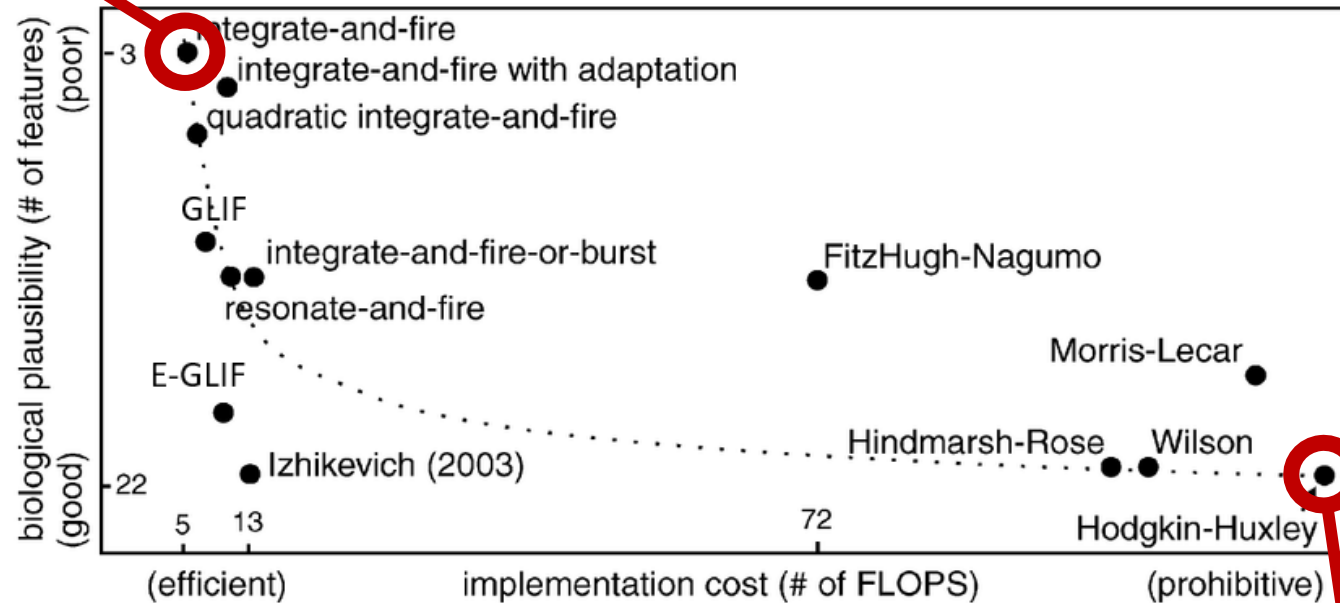 biological plausibility (# of features)
(poor)
(good)
3
22
integrate-and-fire
integrate-and-fire with adaptation
quadratic integrate-and-fire
GLIF
integrate-and-fire-or-burst
FitzHugh-Nagumo
resonate-and-fire
Morris-Lecar
E-GLIF
Hindmarsh-Rose
Wilson
Izhikevich (2003)
Hodgkin-Huxley
5
13
72
(efficient)
implementation cost (# of FLOPS)
(prohibitive)